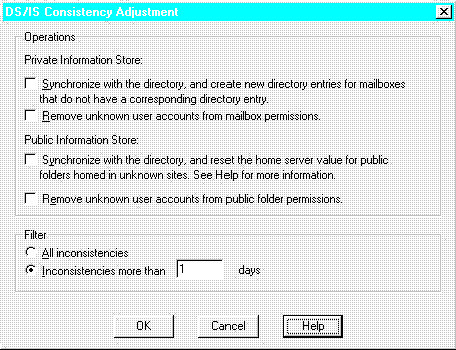 DS/IS Consistency Adjustment
Operations
Private Information Store:
Synchronize with the directory, and create new directory entries for mailboxes
that do not have a corresponding directory entry.
Remove unknown user accounts from mailbox permissions.
Public Information Store:
Synchronize with the directory, and reset the home server value for public
folders homed in unknown sites. See Help for more information.
Remove unknown user accounts from public folder permissions.
Filter
All inconsistencies
Inconsistencies more than 1 days
OK Cancel Help